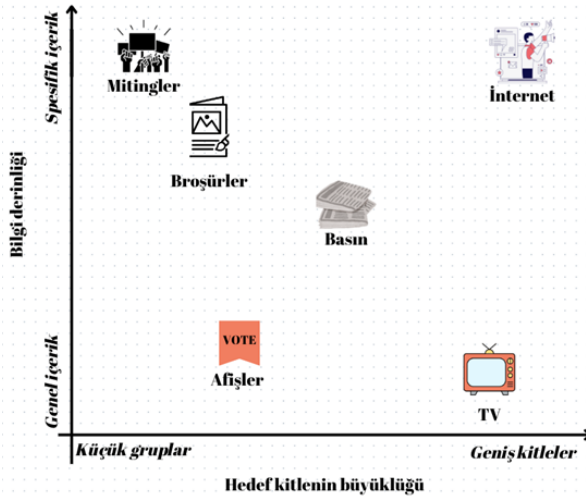 Spesifik içerik
Mitingler
İnternet
Broşürler
Bilgi derinliği
Basın
VOTE
Afişler
Genel içerik
TV
Küçük gruplar
Geniş kitleler
Hedef kitlenin büyüklüğü